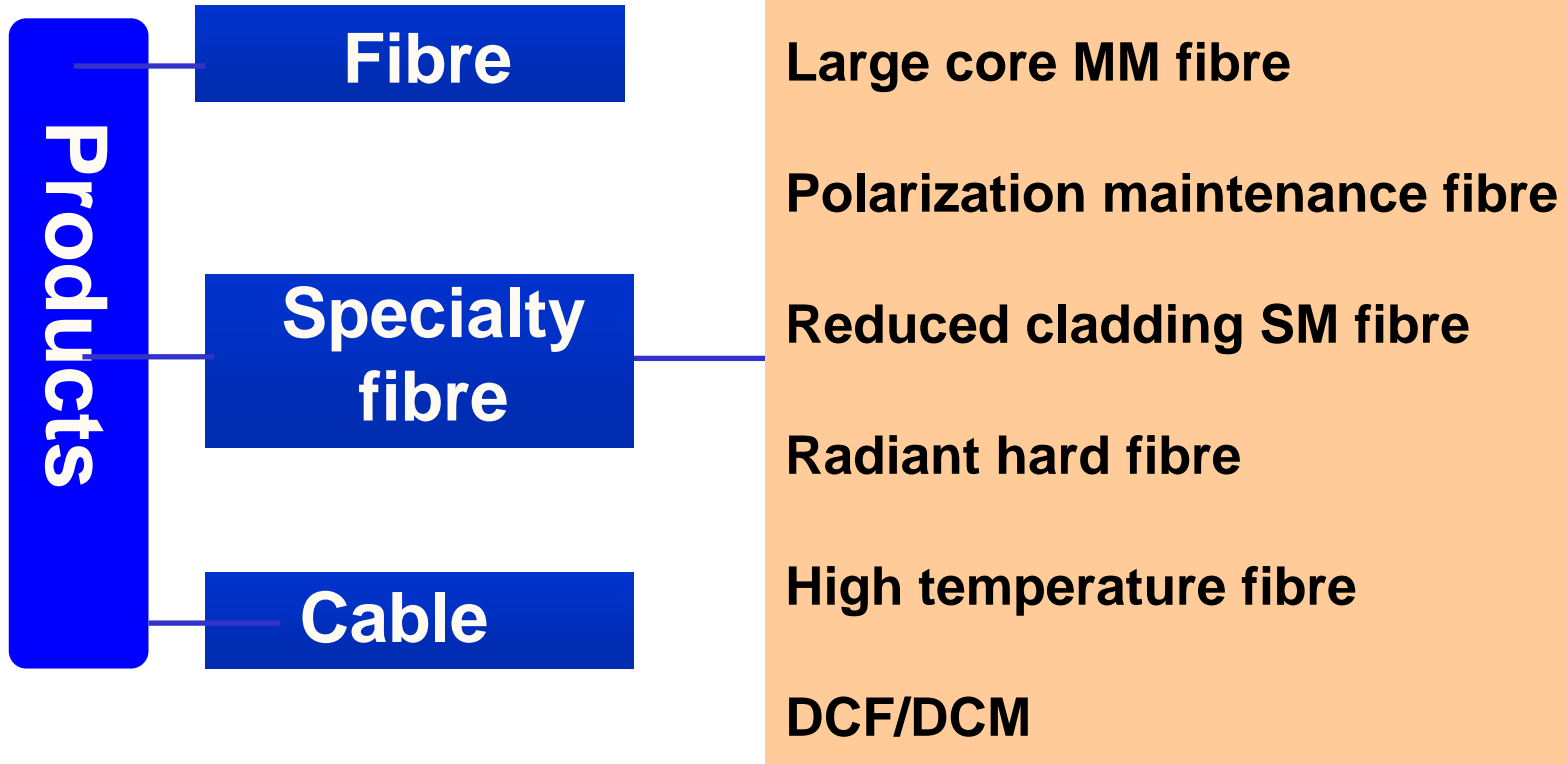 Products
Fibre
Specialty
fibre
Cable
Large core MM fibre
Polarization maintenance fibre
Reduced cladding SM fibre
Radiant hard fibre
High temperature fibre
DCF/DCM